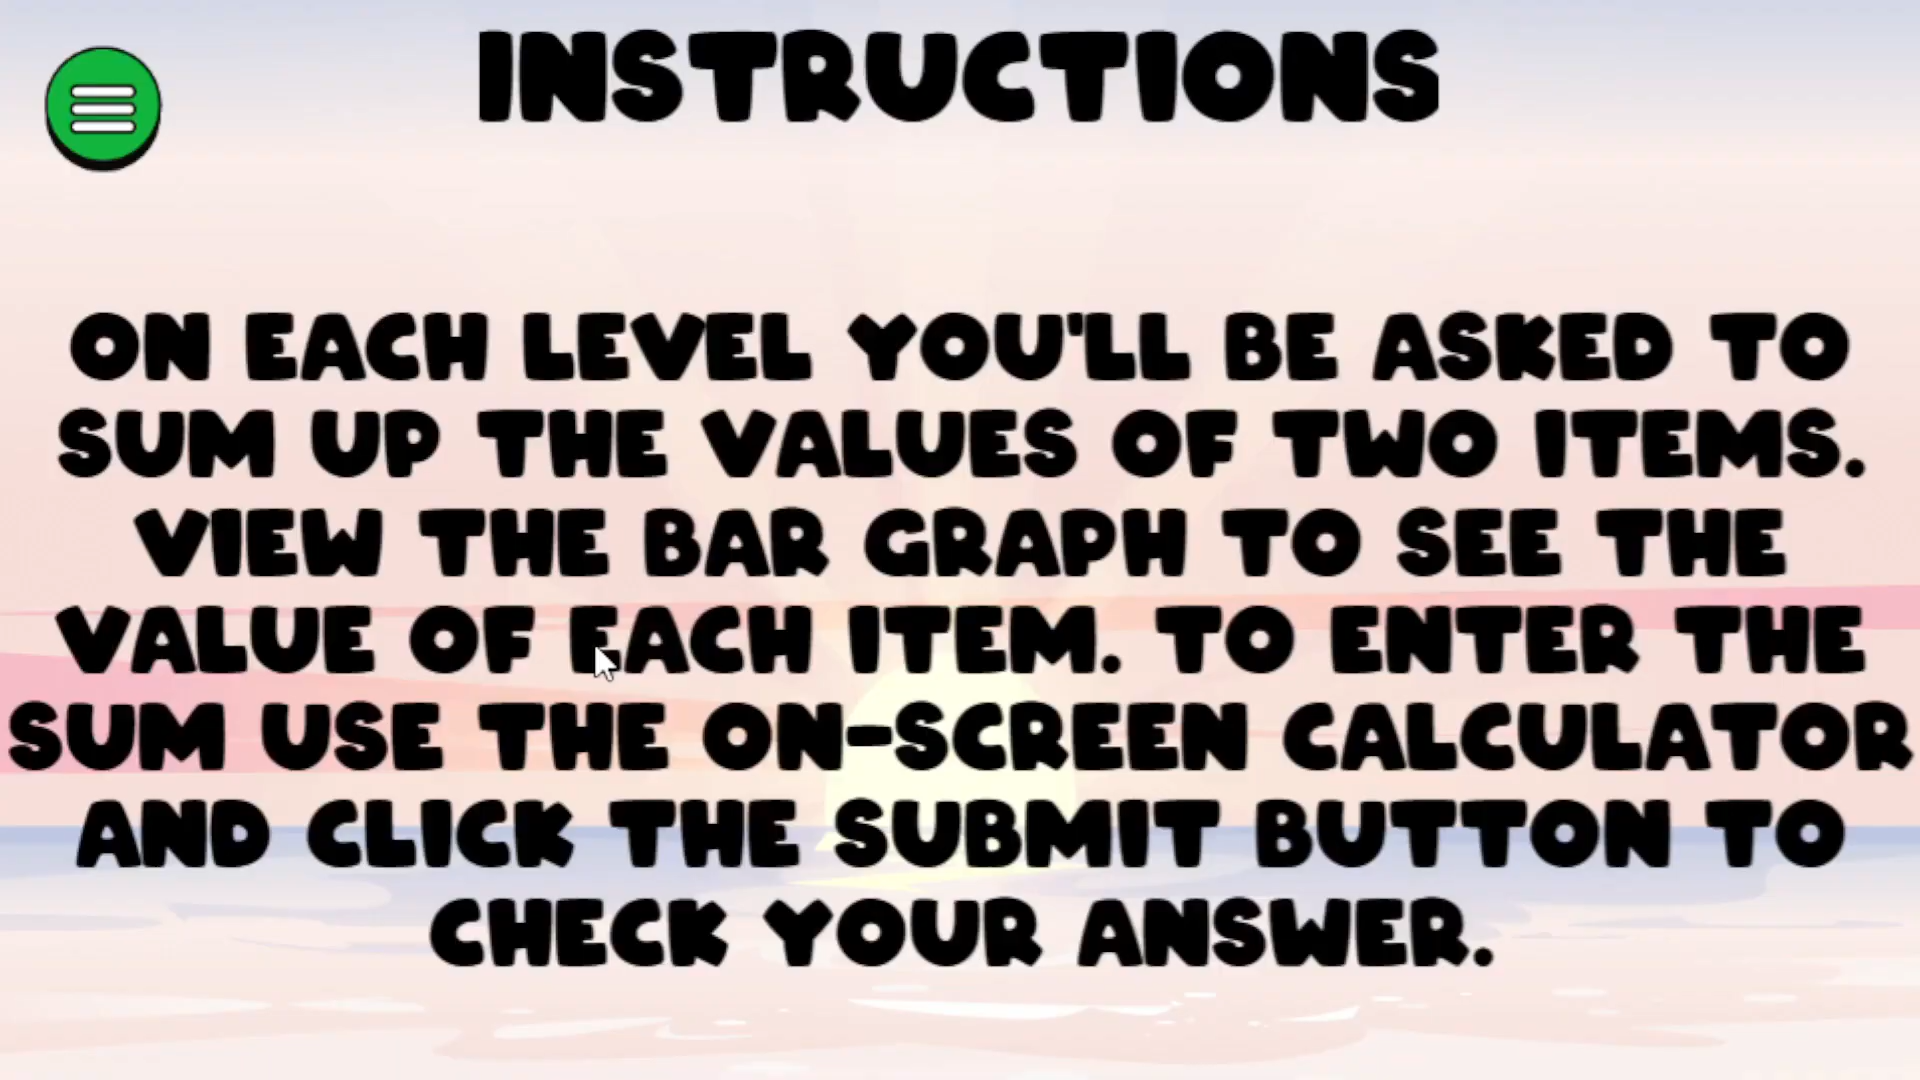 INSTRUCTIONS
ON EACH LEVEL YOU'LL BE ASKED TO
SUM UP THE VALUES OF TWO ITEMS.
VIEW THE BAR GRAPH TO SEE THE
VALUE OF EACH ITEM. TO ENTER THE
SUM USE THE ON-SCREEN CALCULATOR
AND CLICK THE SUBMIT BUTTON TO
CHECK YOUR ANSWER.